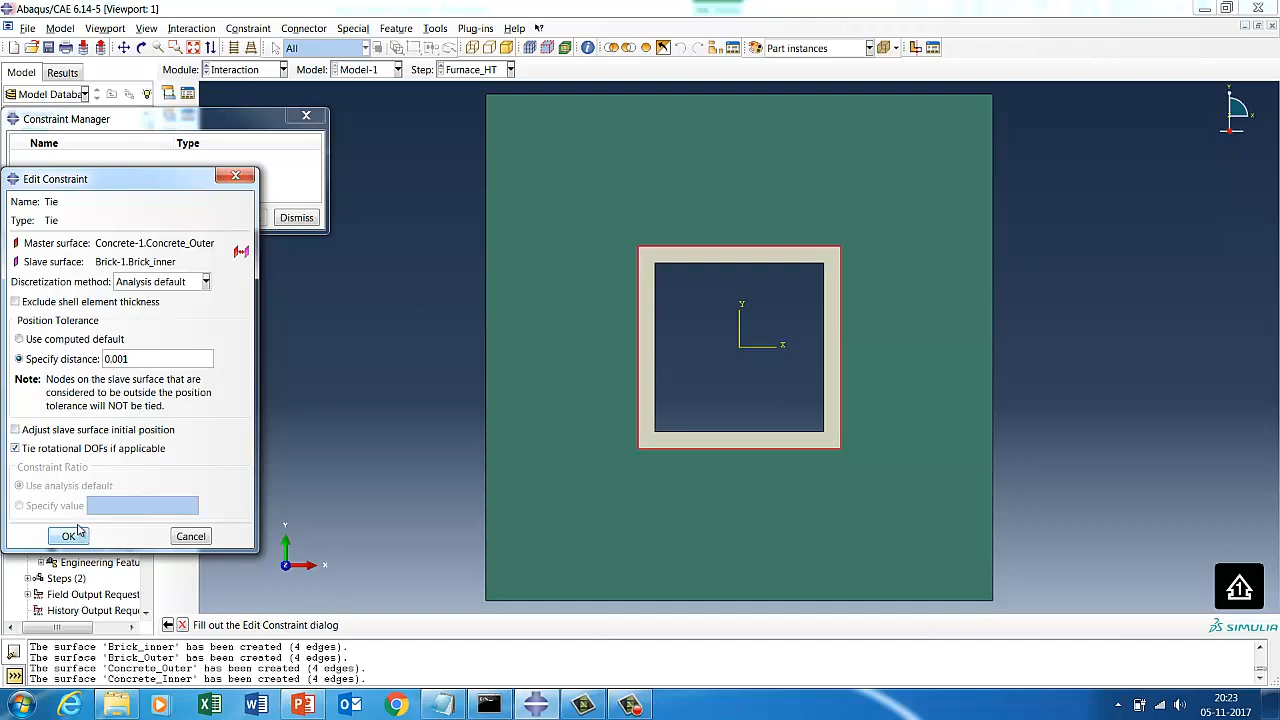 Abaqus/CAE 6.14-5 [Viewport: 1]
File Model Viewport View Interaction Constraint Connector Special Feature Tools Plug-ins Help
All Part instances
Model Results Module: Interaction Model: Model-1 Step: Furnace_HT
Model Databa
Constraint Manager
Name Type
Dismiss
Edit Constraint
Name: Tie
Type: Tie
Master surface: Concrete-1.Concrete_Outer
Slave surface: Brick-1.Brick_inner
Discretization method: Analysis default
Exclude shell element thickness
Position Tolerance
Use computed default
Specify distance: 0.001
Note: Nodes on the slave surface that are
considered to be outside the position
tolerance will NOT be tied.
Adjust slave surface initial position
Tie rotational DOFs if applicable
Constraint Ratio
Use analysis default
Specify value
OK Cancel
Engineering Featu
Steps (2)
Field Output Request
History Output Reque
Y
X
Y
X
Z
Y
X
1
Fill out the Edit Constraint dialog
SIMULIA
The surface 'Brick_inner' has been created (4 edges).
The surface 'Brick_Outer' has been created (4 edges).
The surface 'Concrete_Outer' has been created (4 edges).
The surface 'Concrete_Inner' has been created (4 edges).
20:23
05-11-2017